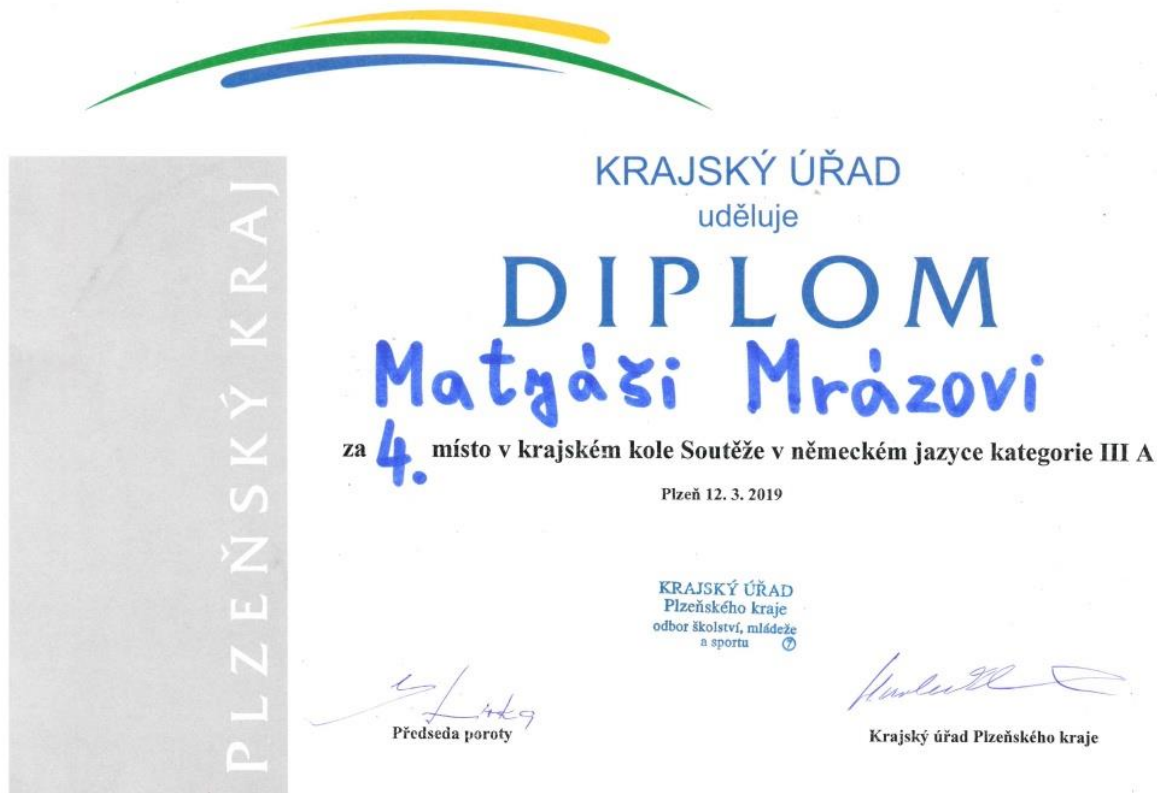 PLZEŇSKÝ KRAJ
KRAJSKÝ ÚŘAD
uděluje
DIPLOM
Matyáši Mrázovi
za 4. místo v krajském kole Soutěže v německém jazyce kategorie III A
Plzeň 12. 3. 2019
KRAJSKÝ ÚŘAD
Plzeňského kraje
odbor školství, mládeže
a sportu 7
Předseda poroty
Krajský úřad Plzeňského kraje